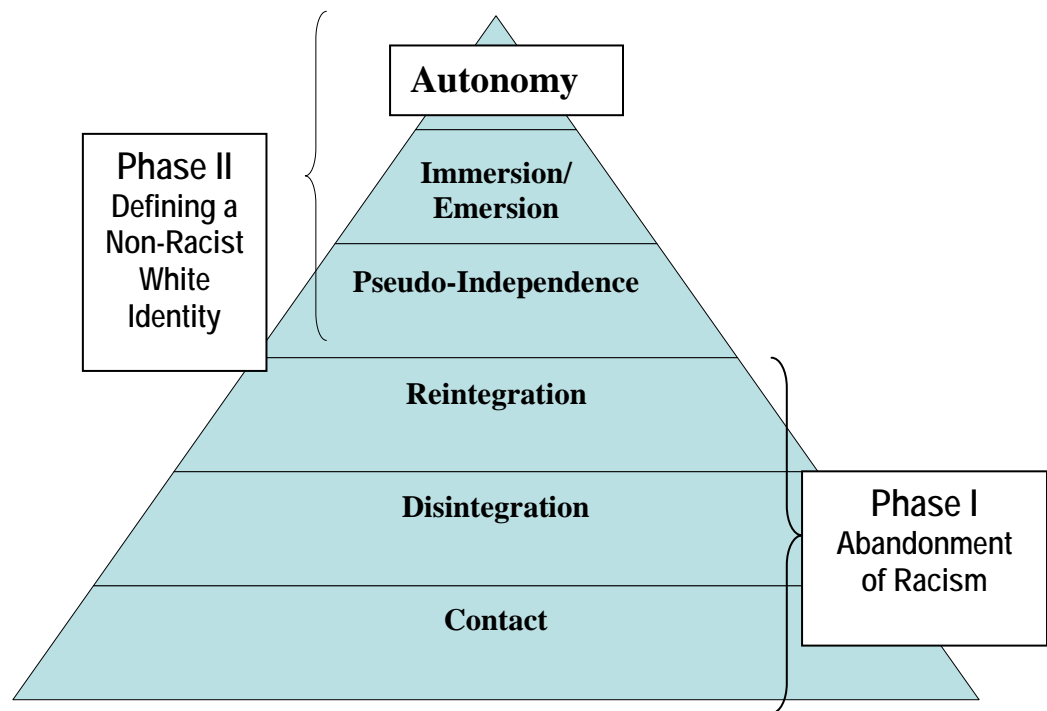 Autonomy
Phase II
Defining a
Non-Racist
White
Identity
Immersion/
Emersion
Pseudo-Independence
Reintegration
Disintegration
Contact
Phase I
Abandonment
of Racism